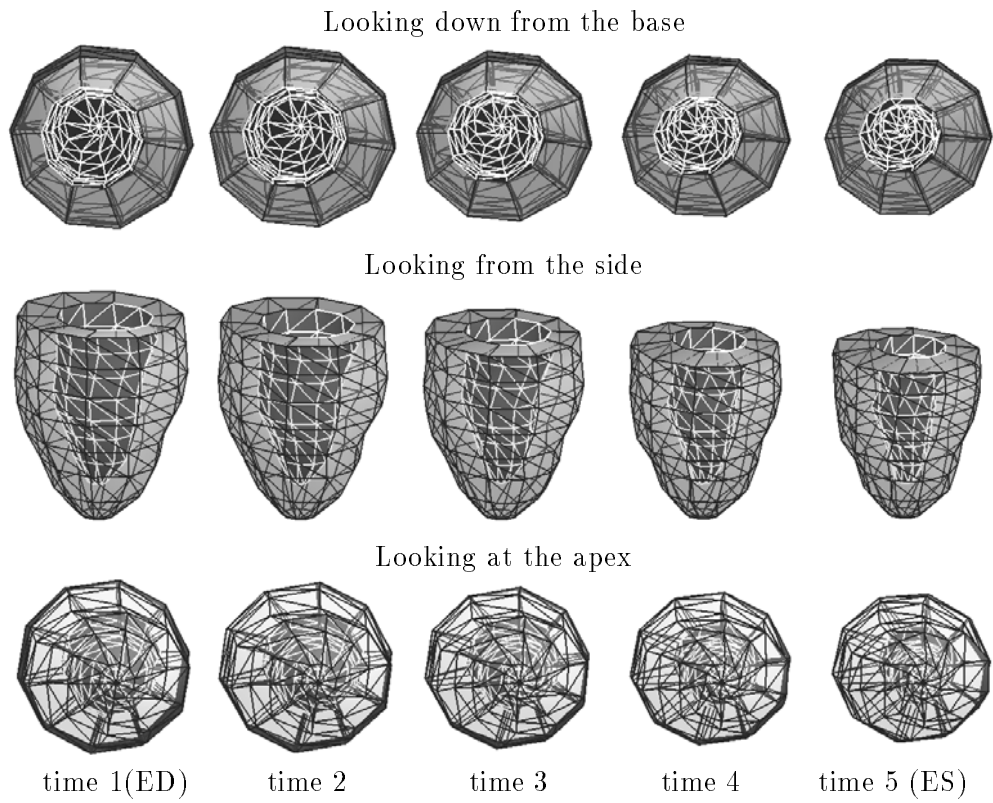 Looking down from the base
Looking from the side
Looking at the apex
time 1(ED) time 2 time 3 time 4 time 5 (ES)